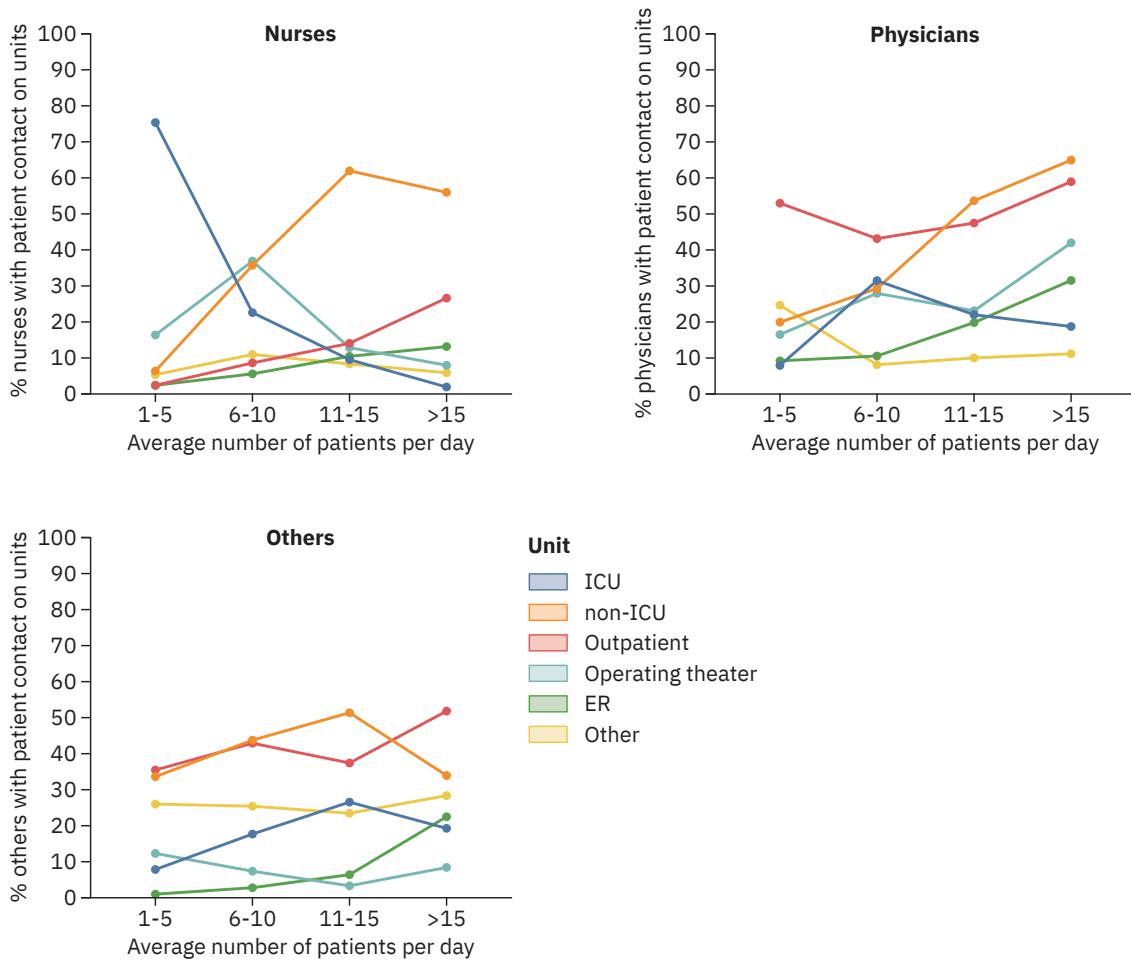 Nurses
% nurses with patient contact on units
100
90
80
70
60
50
40
30
20
10
0
1-5 6-10 11-15 >15
Average number of patients per day
Physicians
% physicians with patient contact on units
100
90
80
70
60
50
40
30
20
10
0
1-5 6-10 11-15 >15
Average number of patients per day
Others
% others with patient contact on units
100
90
80
70
60
50
40
30
20
10
0
1-5 6-10 11-15 >15
Average number of patients per day
Unit
ICU
non-ICU
Outpatient
Operating theater
ER
Other